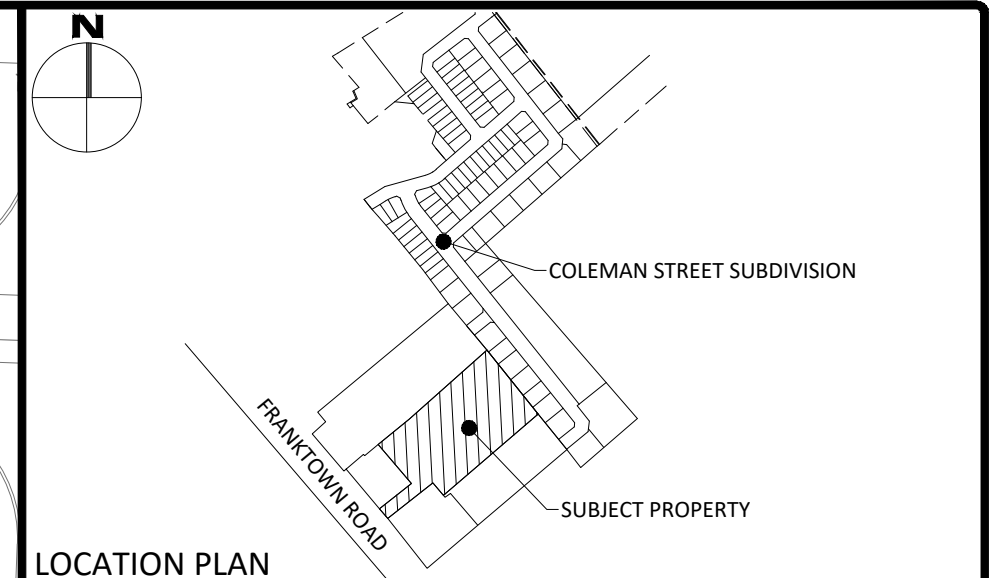 N
COLEMAN STREET SUBDIVISION
FRANKTOWN ROAD
SUBJECT PROPERTY
LOCATION PLAN